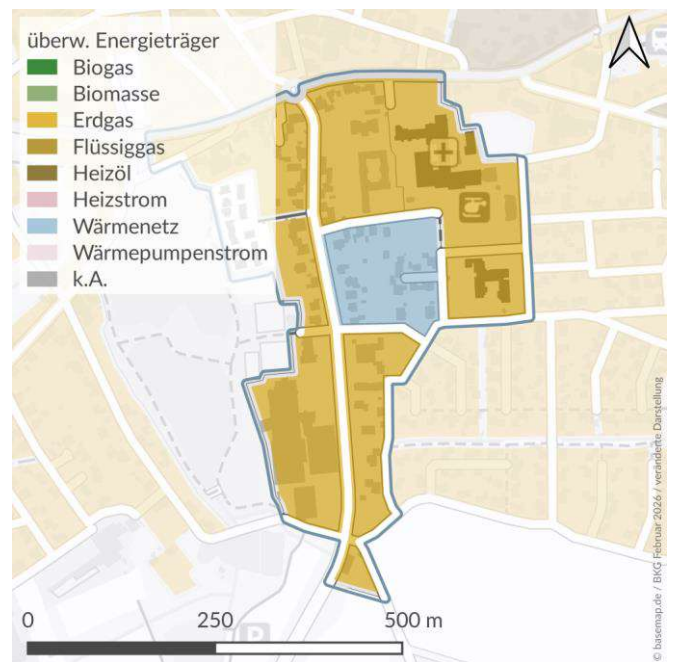 überw. Energieträger
Biogas
Biomasse
Erdgas
Flüssiggas
Heizöl
Heizstrom
Wärmenetz
Wärmepumpenstrom
k.A.
0 250 500 m
P
© basemap.de / BKG Februar 2026 / veränderte Darstellung